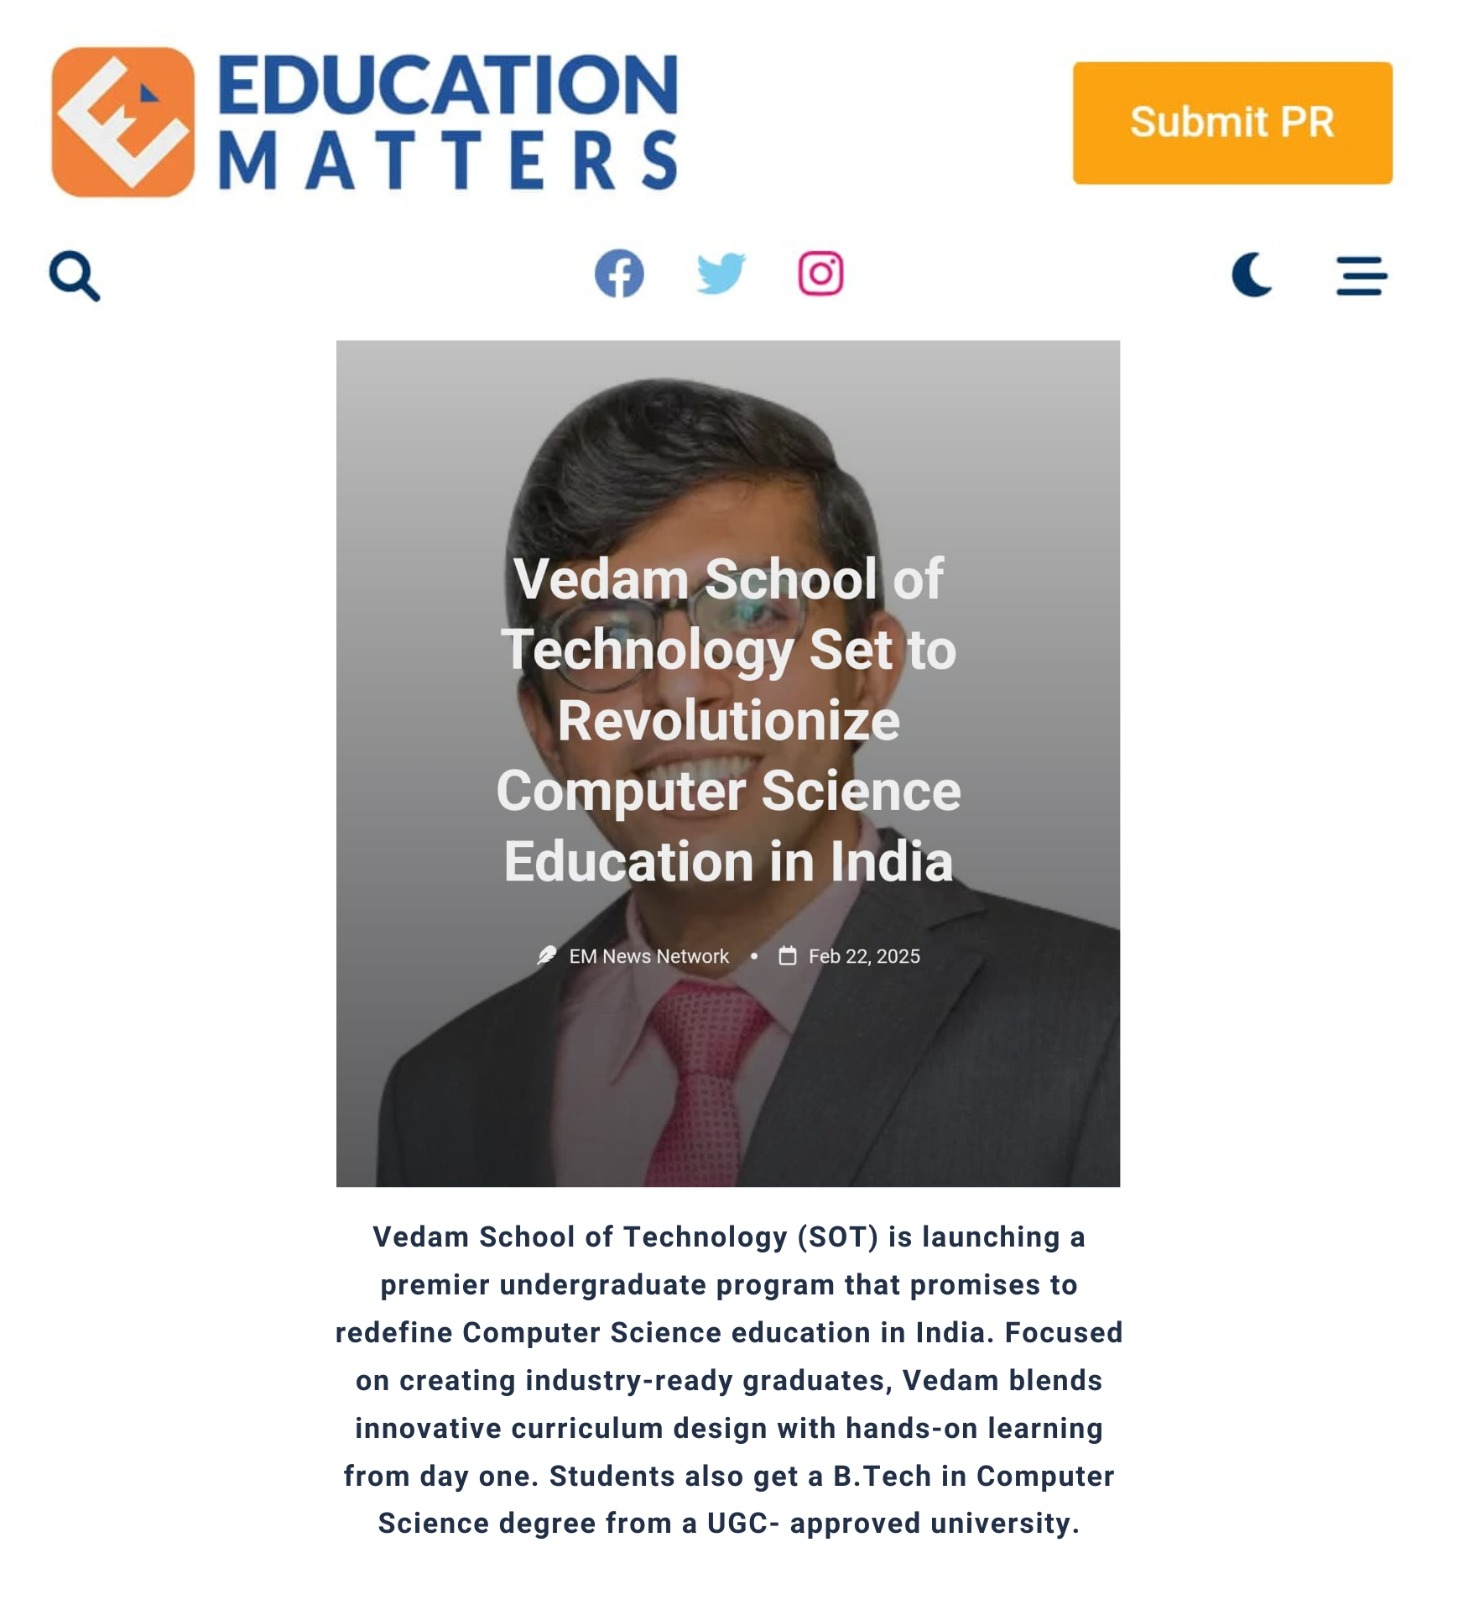 EDUCATION
MATTERS
Submit PR
Vedam School of
Technology Set to
Revolutionize
Computer Science
Education in India
EM News Network • Feb 22, 2025
Vedam School of Technology (SOT) is launching a
premier undergraduate program that promises to
redefine Computer Science education in India. Focused
on creating industry-ready graduates, Vedam blends
innovative curriculum design with hands-on learning
from day one. Students also get a B.Tech in Computer
Science degree from a UGC- approved university.